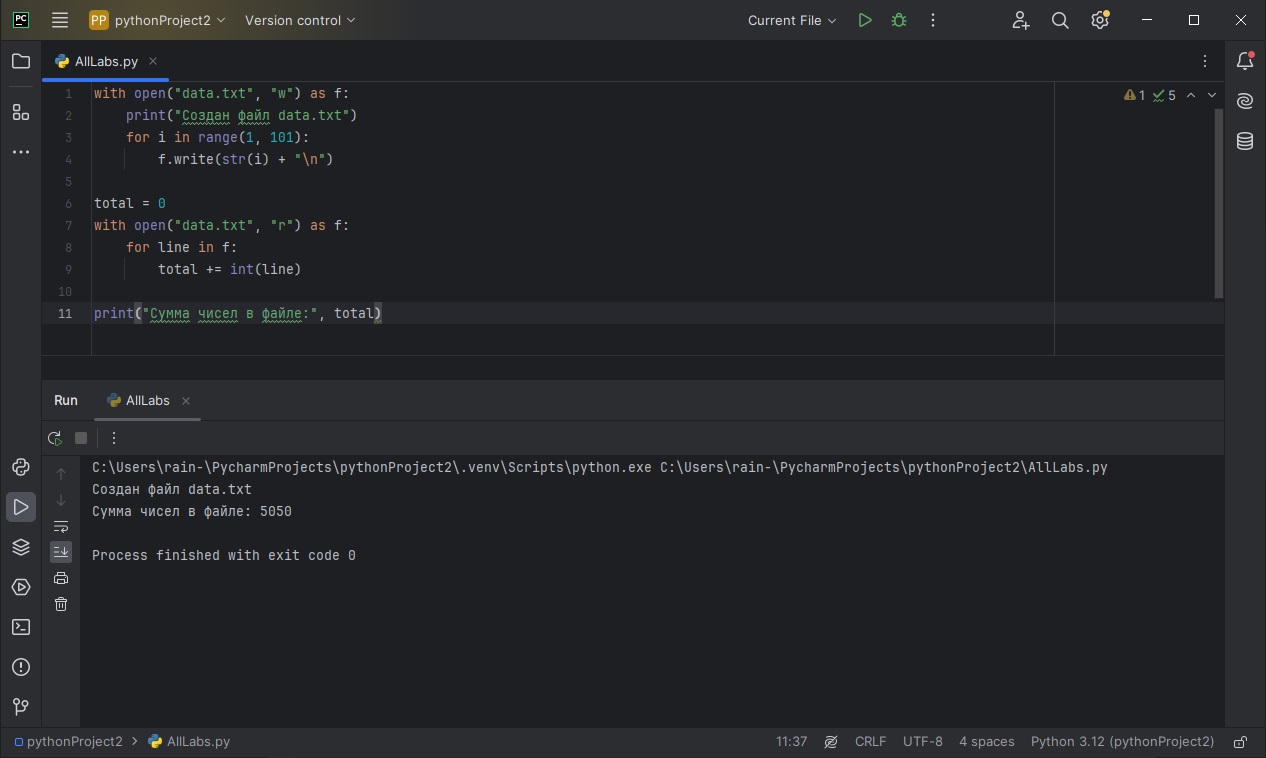 PC PP pythonProject2 Version control Current File
AllLabs.py
1 with open("data.txt", "w") as f:
2 print("Создан файл data.txt")
3 for i in range(1, 101):
4 f.write(str(i) + "\n")
5
6 total = 0
7 with open("data.txt", "r") as f:
8 for line in f:
9 total += int(line)
10
11 print("Сумма чисел в файле:", total)
1 5
Run AllLabs
C:\Users\rain-\PycharmProjects\pythonProject2\.venv\Scripts\python.exe C:\Users\rain-\PycharmProjects\pythonProject2\AllLabs.py
Создан файл data.txt
Сумма чисел в файле: 5050
Process finished with exit code 0
pythonProject2 AllLabs.py 11:37 CRLF UTF-8 4 spaces Python 3.12 (pythonProject2)